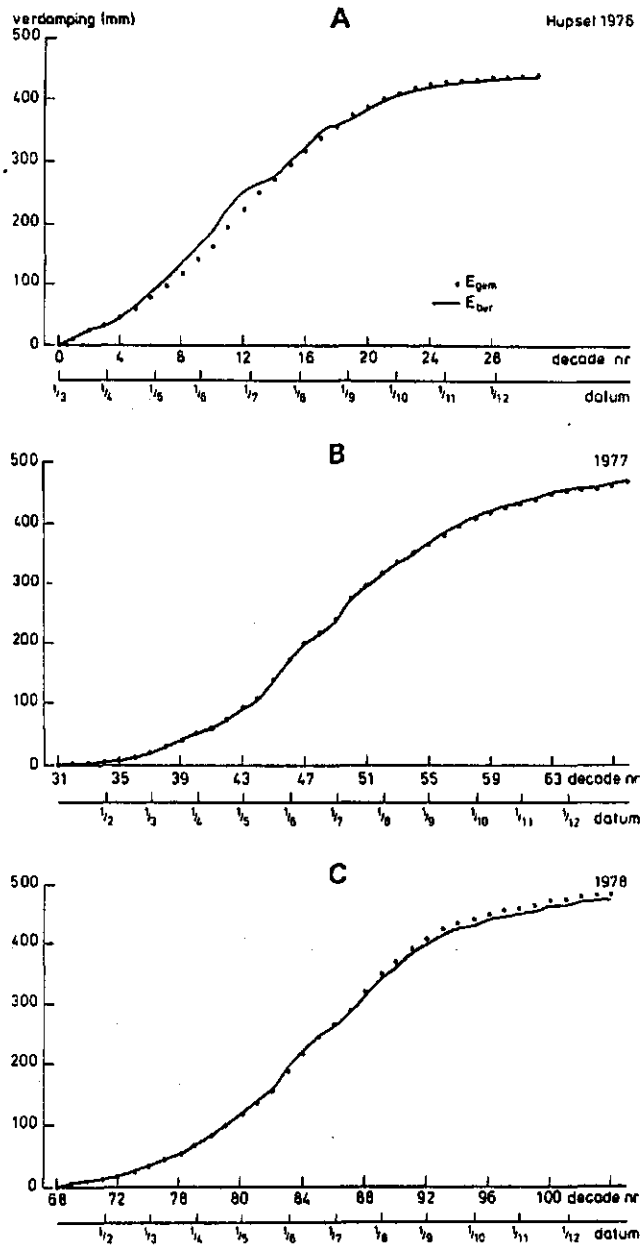 verdamping (mm)
A
Hupsel 1976
500
400
300
200
100
0
• E gem
— E ber
0 4 8 12 16 20 24 28 decade nr
1/3 1/4 1/5 1/6 1/7 1/8 1/9 1/10 1/11 1/12 datum
B
1977
500
400
300
200
100
0
31 35 39 43 47 51 55 59 63 decade nr
1/2 1/3 1/4 1/5 1/6 1/7 1/8 1/9 1/10 1/11 1/12 datum
C
1978
500
400
300
200
100
0
68 72 78 80 84 88 92 96 100 decade nr
1/2 1/3 1/4 1/5 1/6 1/7 1/8 1/9 1/10 1/11 1/12 datum